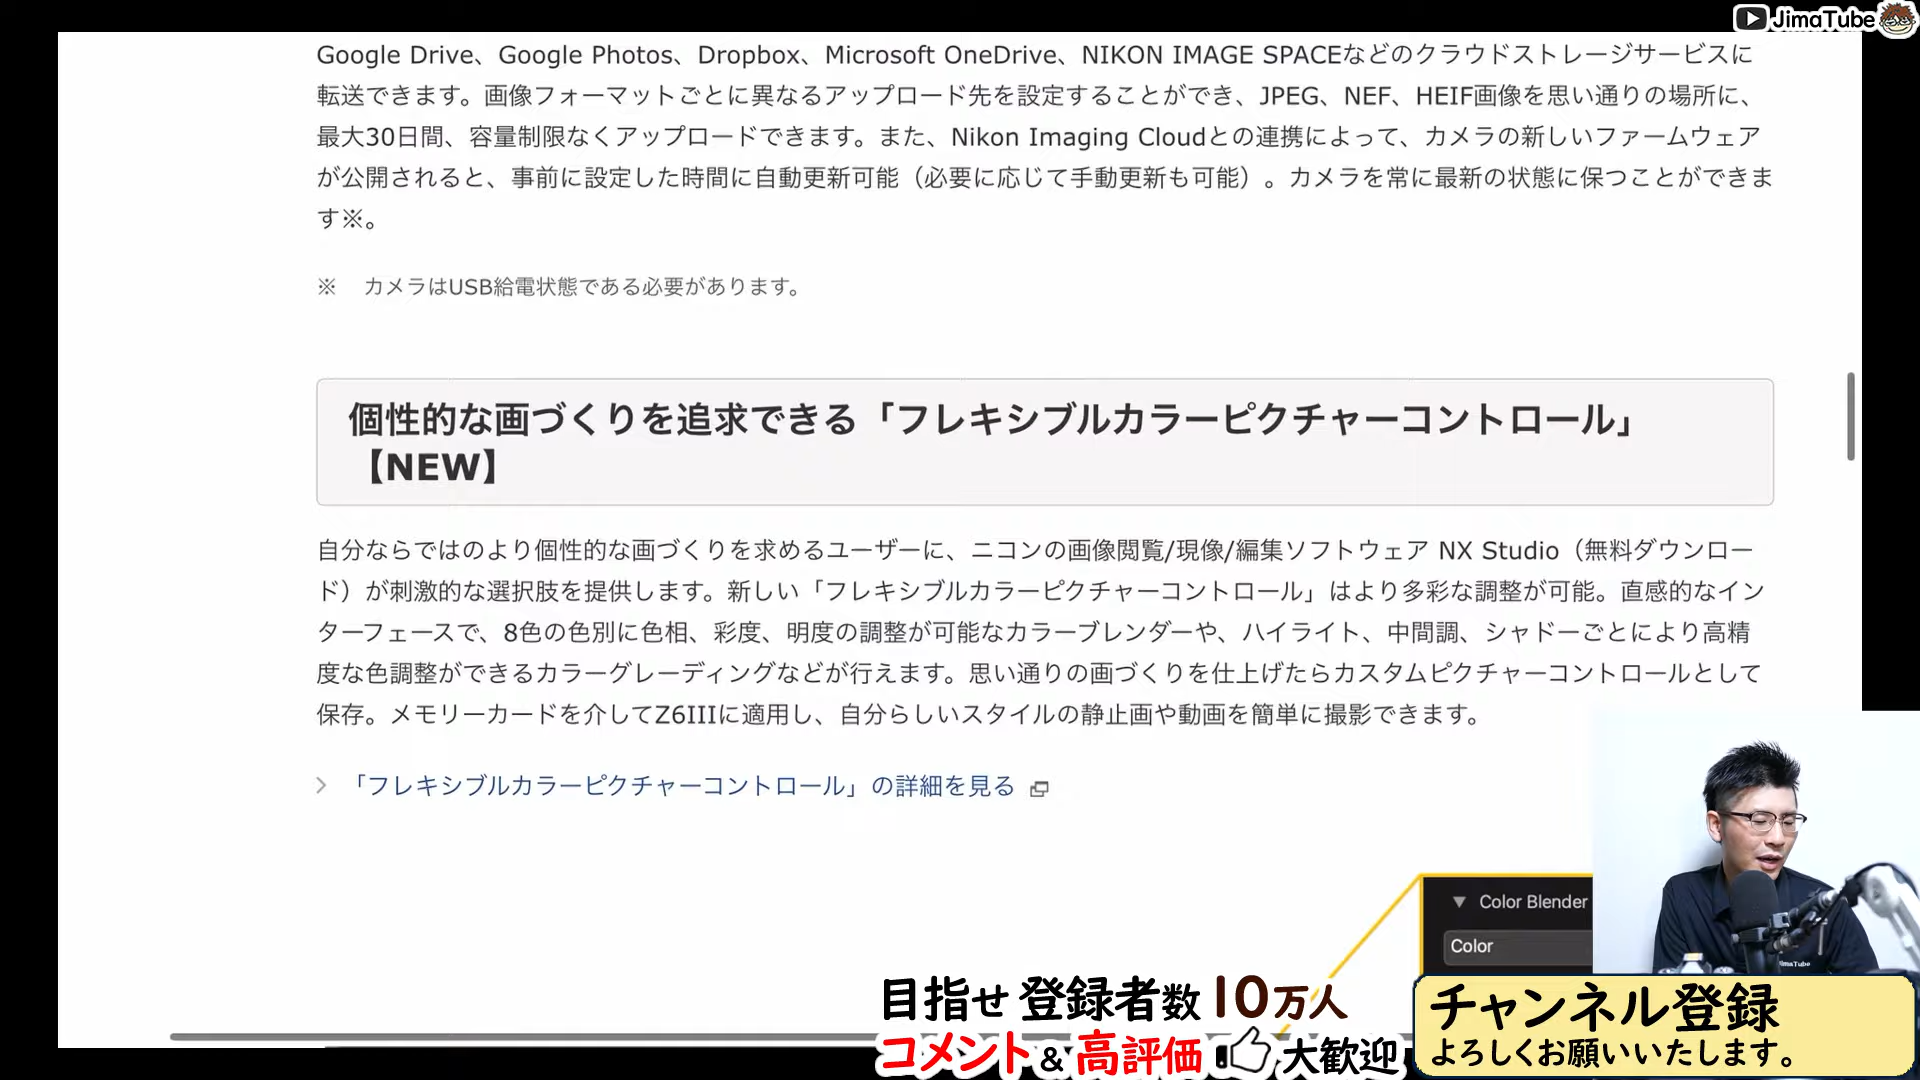 JimaTube
Google Drive、Google Photos、Dropbox、Microsoft OneDrive、NIKON IMAGE SPACEなどのクラウドストレージサービスに
転送できます。画像フォーマットごとに異なるアップロード先を設定することができ、JPEG、NEF、HEIF画像を思い通りの場所に、
最大30日間、容量制限なくアップロードできます。また、Nikon Imaging Cloudとの連携によって、カメラの新しいファームウェア
が公開されると、事前に設定した時間に自動更新可能（必要に応じて手動更新も可能）。カメラを常に最新の状態に保つことができま
す※。
※　カメラはUSB給電状態である必要があります。
個性的な画づくりを追求できる「フレキシブルカラーピクチャーコントロール」
【NEW】
自分ならではのより個性的な画づくりを求めるユーザーに、ニコンの画像閲覧/現像/編集ソフトウェア NX Studio（無料ダウンロー
ド）が刺激的な選択肢を提供します。新しい「フレキシブルカラーピクチャーコントロール」はより多彩な調整が可能。直感的なイン
ターフェースで、8色の色別に色相、彩度、明度の調整が可能なカラーブレンダーや、ハイライト、中間調、シャドーごとにより高精
度な色調整ができるカラーグレーディングなどが行えます。思い通りの画づくりを仕上げたらカスタムピクチャーコントロールとして
保存。メモリーカードを介してZ6IIIに適用し、自分らしいスタイルの静止画や動画を簡単に撮影できます。
「フレキシブルカラーピクチャーコントロール」の詳細を見る
Color Blender
Color
JimaTube
目指せ 登録者数 10万人
コメント & 高評価 大歓迎
チャンネル登録
よろしくお願いいたします。